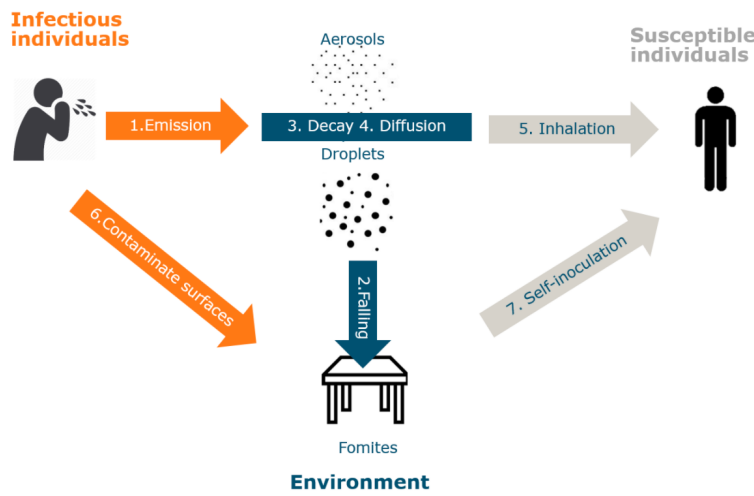 Infectious
individuals
Susceptible
individuals
Aerosols
1.Emission
3. Decay 4. Diffusion
5. Inhalation
Droplets
6.Contaminate surfaces
2.Falling
7. Self-inoculation
Fomites
Environment